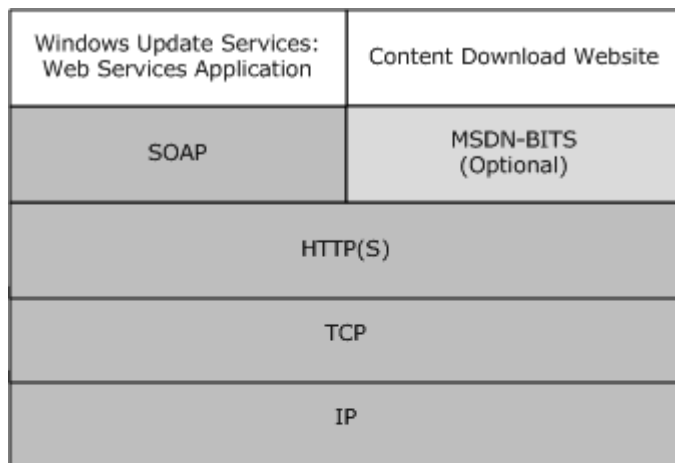 Windows Update Services:
Web Services Application
Content Download Website
SOAP
MSDN-BITS
(Optional)
HTTP(S)
TCP
IP